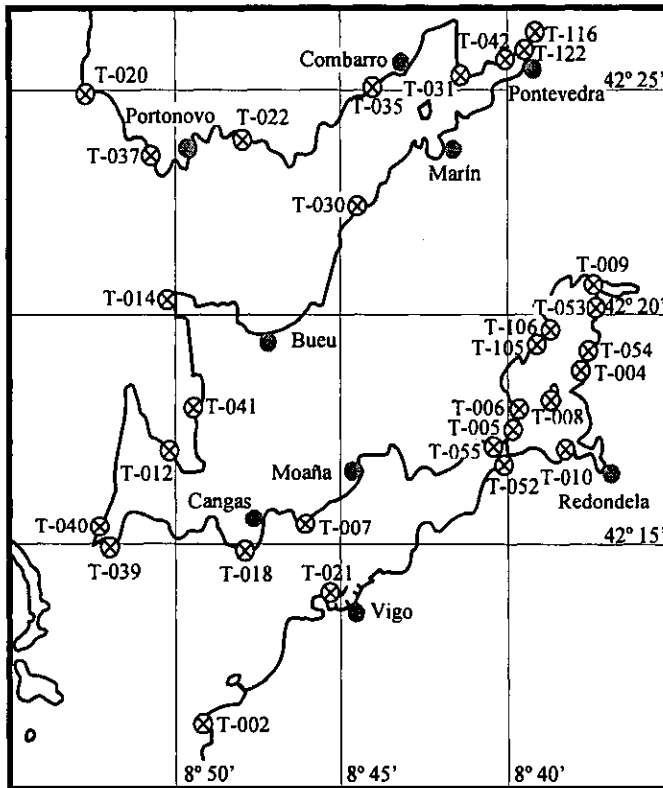 T-116
T-042
T-122
Combarro
T-020
T-031
42° 25'
T-035
Pontevedra
Portonovo
T-022
T-037
Marín
T-030
T-009
T-014
T-053
42° 20'
T-106
Bueu
T-105
T-054
T-004
T-041
T-006
T-008
T-005
T-012
T-055
T-010
Moaña
T-052
Redondela
Cangas
T-040
T-007
42° 15'
T-039
T-018
T-021
Vigo
T-002
8° 50'
8° 45'
8° 40'